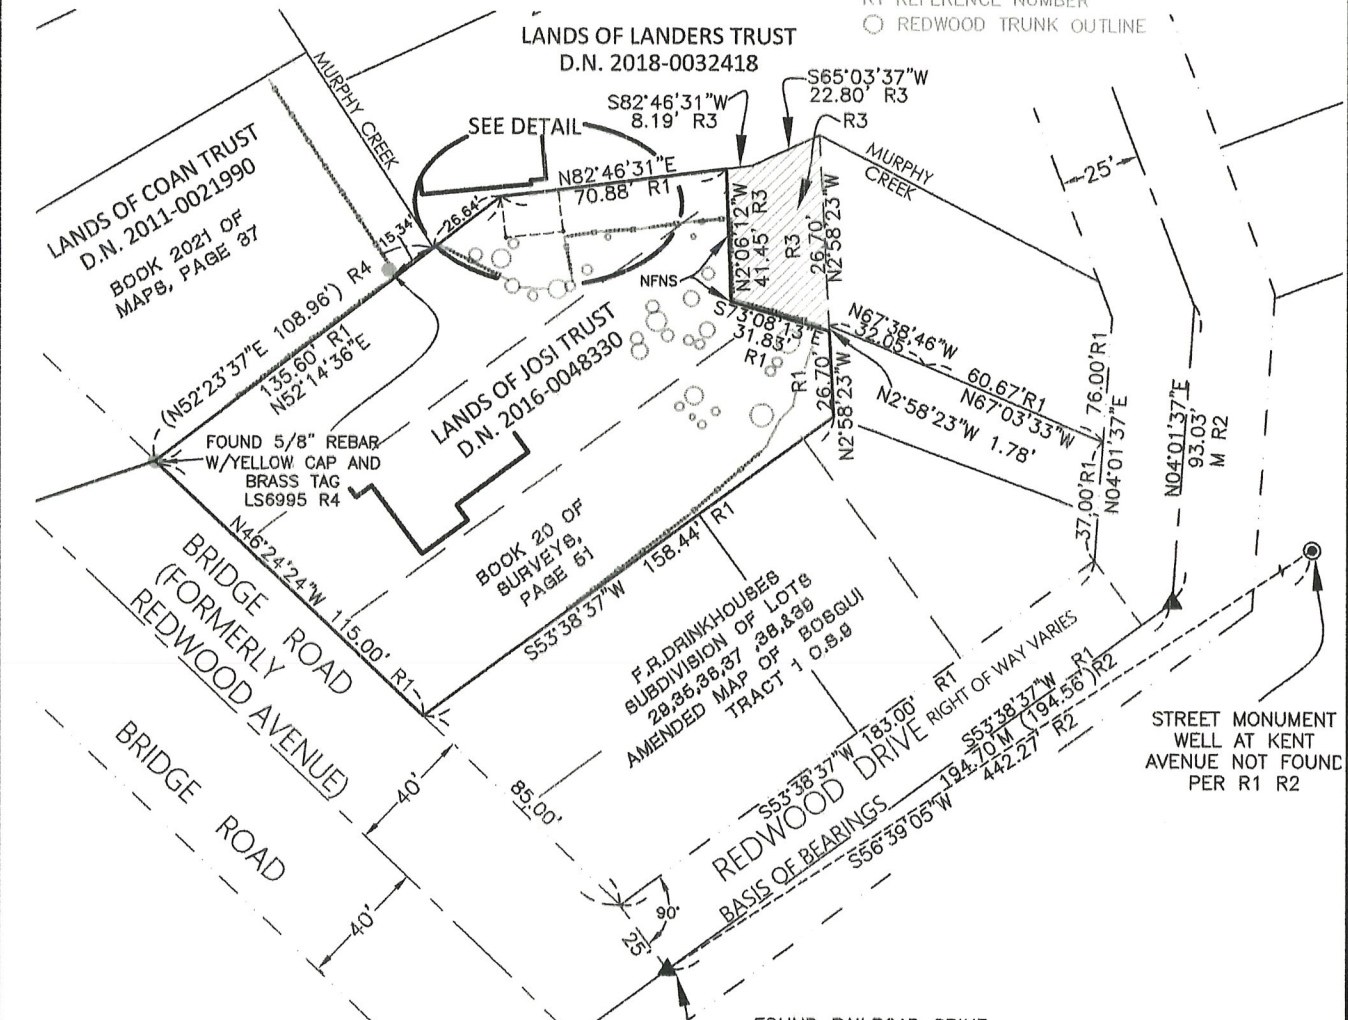 R1 REFERENCE NUMBER
REDWOOD TRUNK OUTLINE
LANDS OF LANDERS TRUST
D.N. 2018-0032418
S65°03'37"W
22.80' R3
S82°46'31"W
8.19' R3
R3
SEE DETAIL
MURPHY
CREEK
MURPHY
CREEK
25'
LANDS OF COAN TRUST
D.N. 2011-0021990
BOOK 2021 OF
MAPS, PAGE 37
15.34'
26.64'
N82°46'31"E
70.88' R1
N2°06'12"W
41.45' R3
R3
26.70'
N2°58'23"W
NFNS
S73°08'13"E
31.83'
R1
N67°38'46"W
32.05'
60.67'R1
N67°03'33"W
N2°58'23"W 1.78'
R1
26.70'
N2°58'23"W
76.00'R1
N04°01'37"E
37.00'R1
N04°01'37"E
93.03'
M R2
(N52°23'37"E 108.96') R4
135.60' R1
N52°14'36"E
LANDS OF JOSI TRUST
D.N. 2016-0048330
FOUND 5/8" REBAR
W/YELLOW CAP AND
BRASS TAG
LS6995 R4
BOOK 20 OF
SURVEYS,
PAGE 51
N46°24'24"W 115.00' R1
S53°38'37"W 158.44' R1
BRIDGE ROAD
(FORMERLY
REDWOOD AVENUE)
BRIDGE ROAD
40'
40'
85.00'
F.R.DRINKHOUSES
SUBDIVISION OF LOTS
29,35,36,37 ,38,&39
AMENDED MAP OF BOSQUI
TRACT 1 O.S.9
S53°38'37"W 183.00' R1
REDWOOD DRIVE RIGHT OF WAY VARIES
S53°38'37"W R1
194.70'M (194.56')R2
442.27' R2
BASIS OF BEARINGS
S56°39'05"W
90°
25'
STREET MONUMENT
WELL AT KENT
AVENUE NOT FOUND
PER R1 R2
FOUND RAILROAD SPIKE